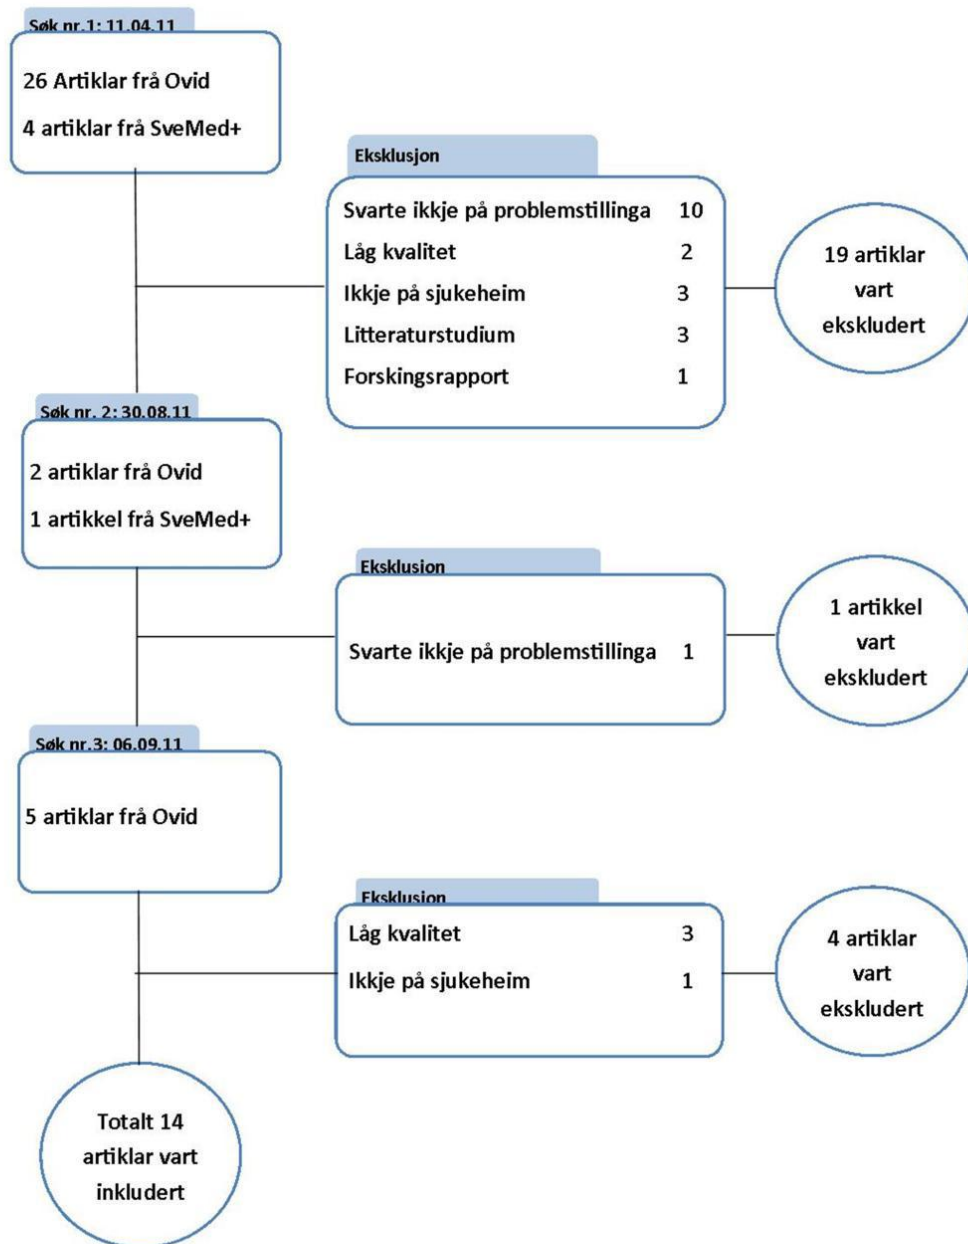 Søk nr.1: 11.04.11
26 Artiklar frå Ovid
4 artiklar frå SveMed+
Eksklusjon
Svarte ikkje på problemstillinga 10
Låg kvalitet 2
Ikkje på sjukeheim 3
Litteraturstudium 3
Forskingsrapport 1
19 artiklar
vart
ekskludert
Søk nr. 2: 30.08.11
2 artiklar frå Ovid
1 artikkel frå SveMed+
Eksklusjon
Svarte ikkje på problemstillinga 1
1 artikkel
vart
ekskludert
Søk nr.3: 06.09.11
5 artiklar frå Ovid
Eksklusjon
Låg kvalitet 3
Ikkje på sjukeheim 1
4 artiklar
vart
ekskludert
Totalt 14
artiklar vart
inkludert